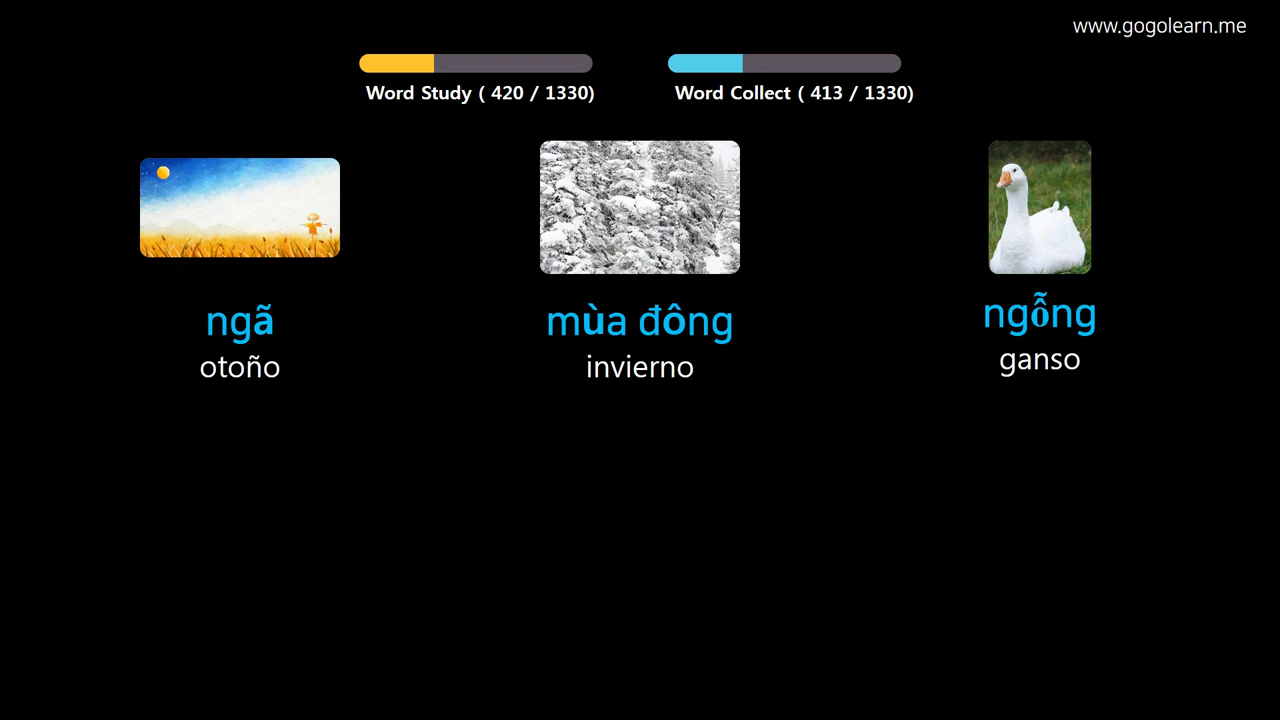 www.gogolearn.me
Word Study ( 420 / 1330)
Word Collect ( 413 / 1330)
ngã
otoño
mùa đông
invierno
ngỗng
ganso